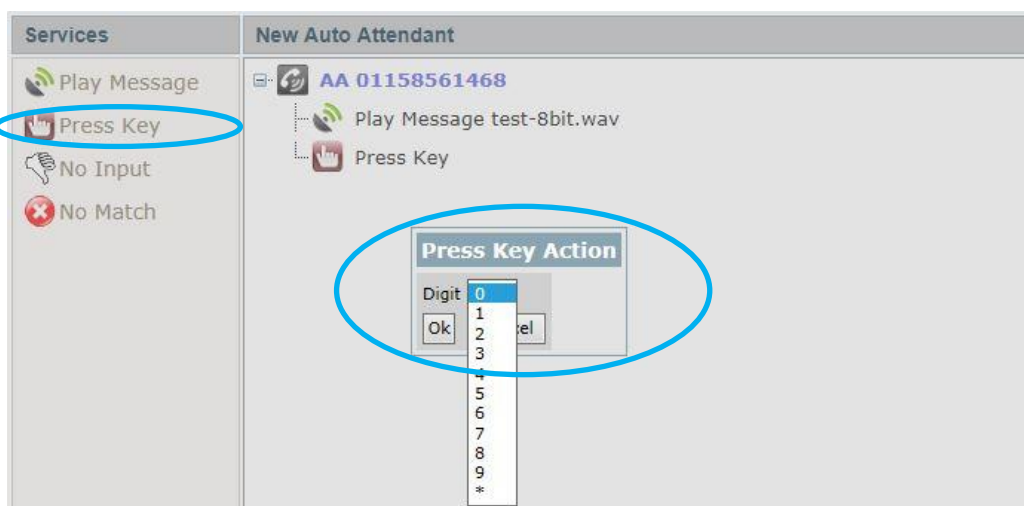 Services
New Auto Attendant
Play Message
Press Key
No Input
No Match
AA 01158561468
Play Message test-8bit.wav
Press Key
Press Key Action
Digit 0
Ok
el
1
2
3
4
5
6
7
8
9
*